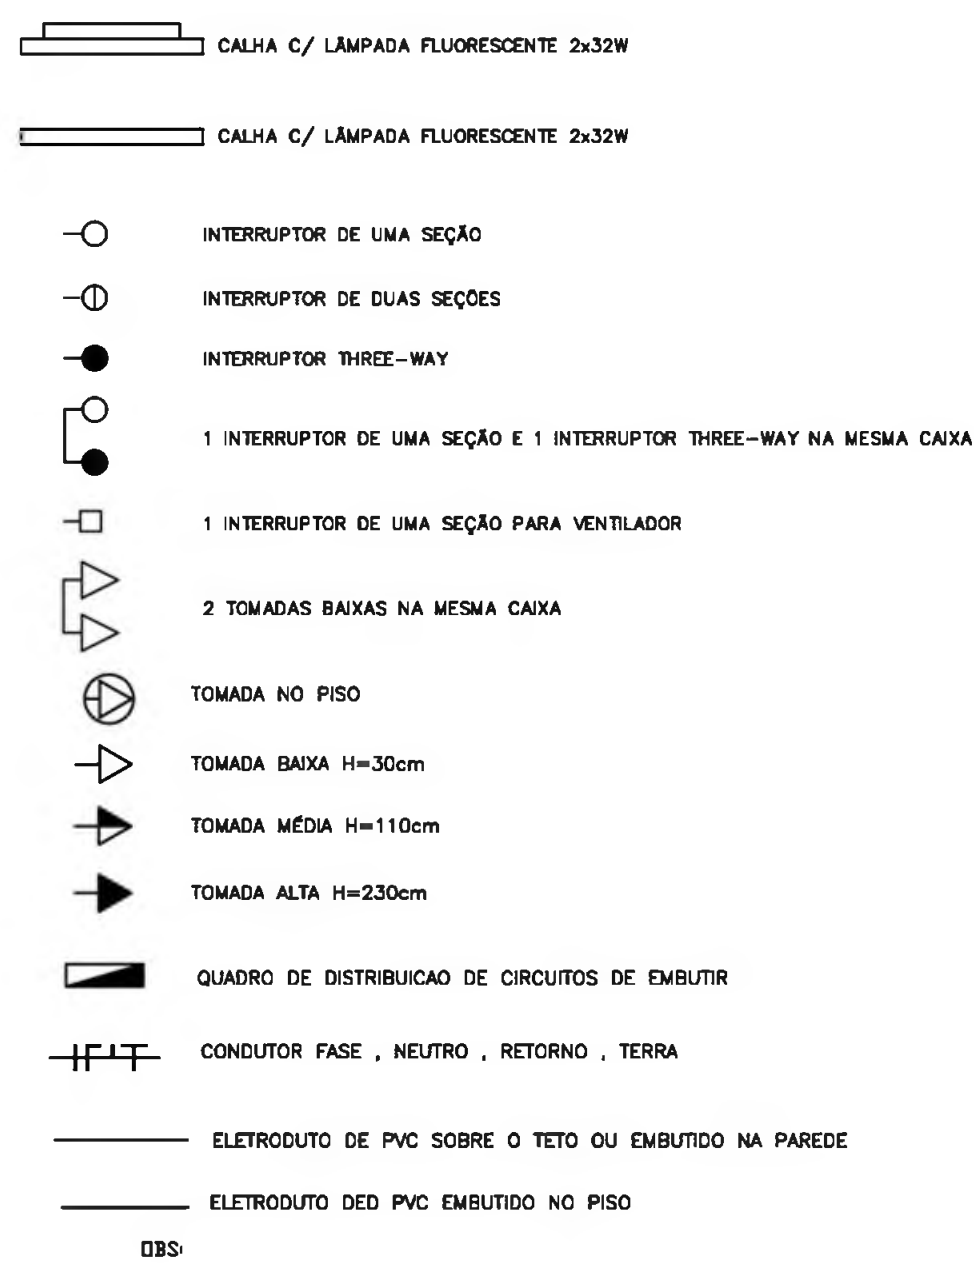 CALHA C/ LÂMPADA FLUORESCENTE 2x32W
CALHA C/ LÂMPADA FLUORESCENTE 2x32W
INTERRUPTOR DE UMA SEÇÃO
INTERRUPTOR DE DUAS SEÇÕES
INTERRUPTOR THREE-WAY
1 INTERRUPTOR DE UMA SEÇÃO E 1 INTERRUPTOR THREE-WAY NA MESMA CAIXA
1 INTERRUPTOR DE UMA SEÇÃO PARA VENTILADOR
2 TOMADAS BAIXAS NA MESMA CAIXA
TOMADA NO PISO
TOMADA BAIXA H=30cm
TOMADA MÉDIA H=110cm
TOMADA ALTA H=230cm
QUADRO DE DISTRIBUICAO DE CIRCUITOS DE EMBUTIR
CONDUTOR FASE , NEUTRO , RETORNO , TERRA
ELETRODUTO DE PVC SOBRE O TETO OU EMBUTIDO NA PAREDE
ELETRODUTO DED PVC EMBUTIDO NO PISO
OBS: